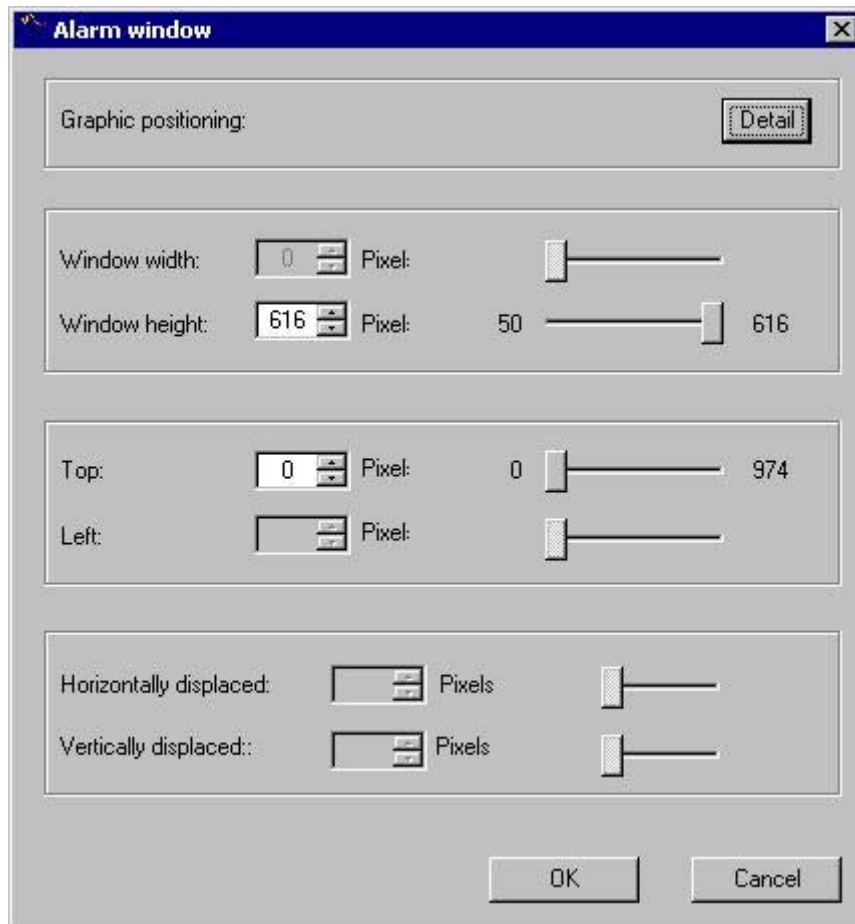 Alarm window
Graphic positioning: Detail
Window width: 0 Pixel:
Window height: 616 Pixel: 50 616
Top: 0 Pixel: 0 974
Left: Pixel:
Horizontally displaced: Pixels
Vertically displaced:: Pixels
OK Cancel